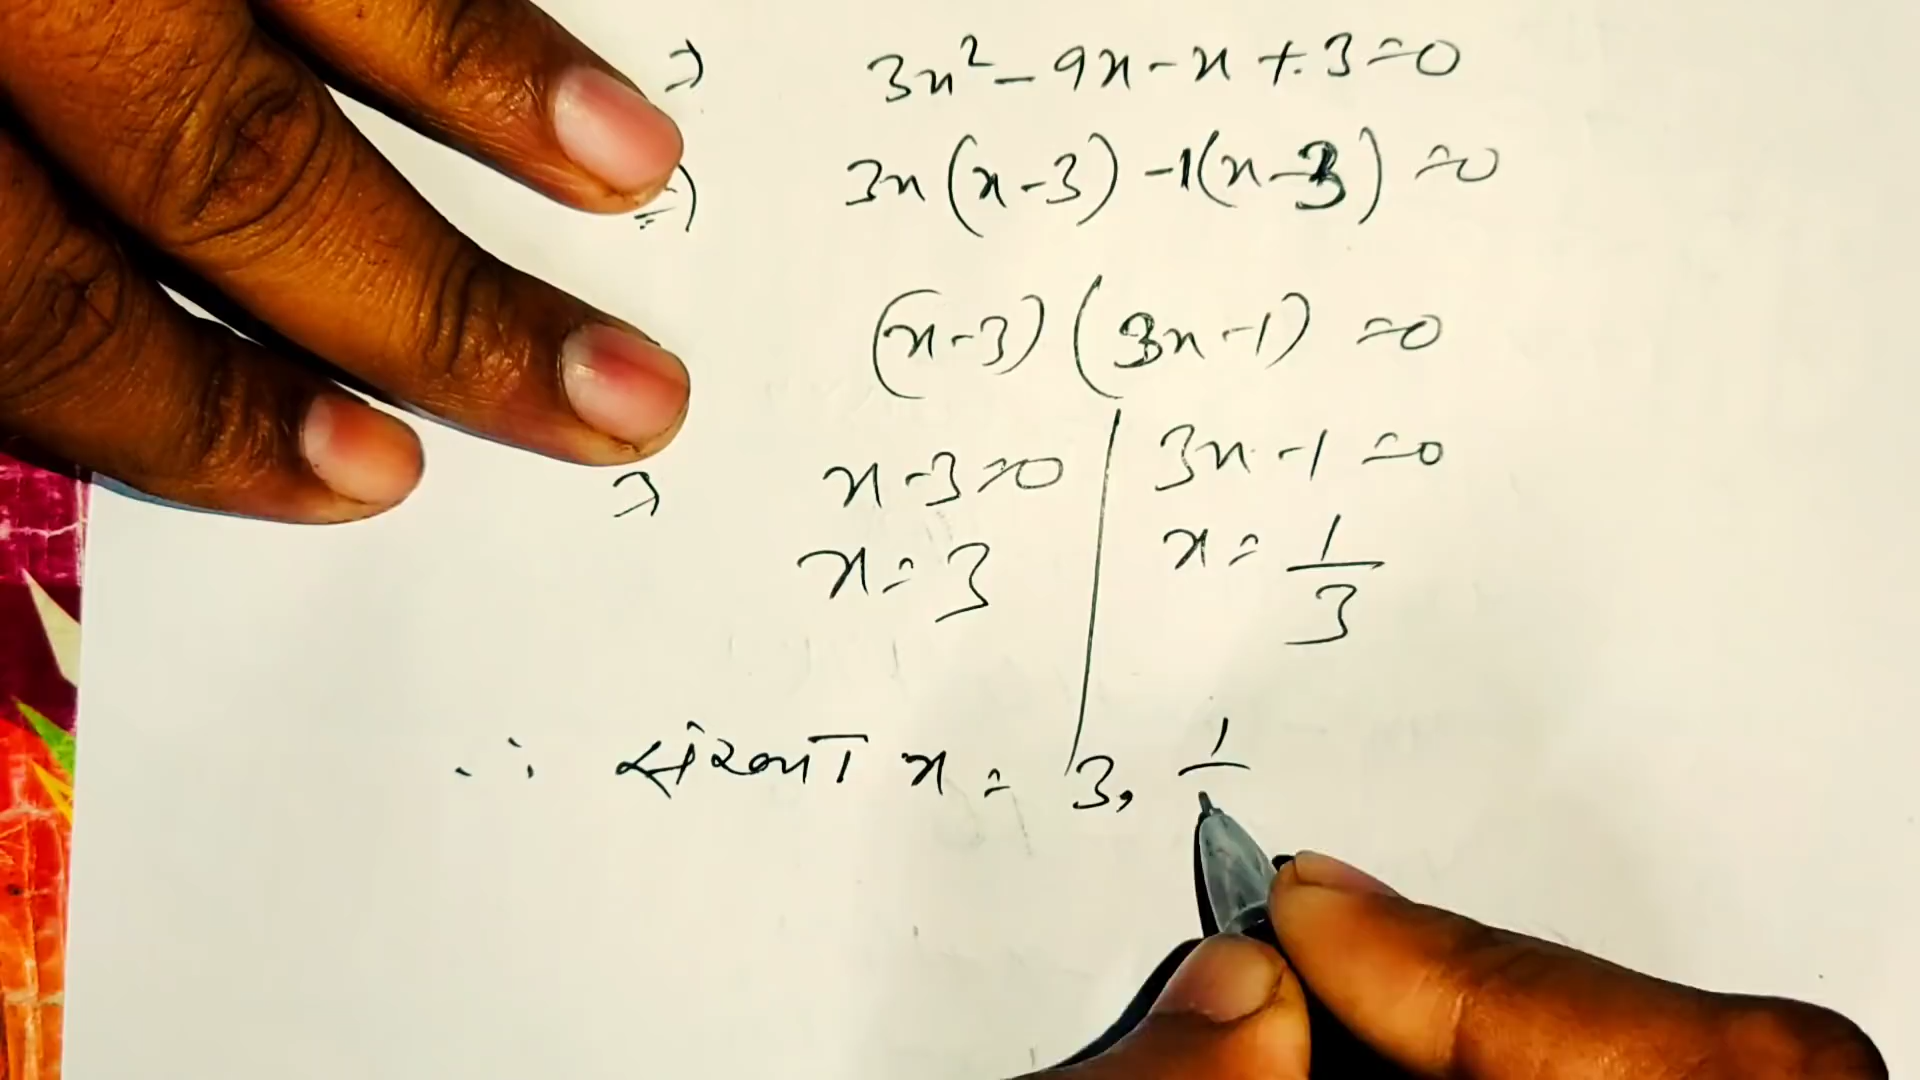 ⇒ 3x² - 9x - x + 3 = 0
⇒ 3x(x-3) -1(x-3) = 0
(x-3)(3x-1) = 0
⇒ x-3=0 | 3x-1=0
x=3 | x= 1/3
∴ সংখ্যা x = 3, 1/